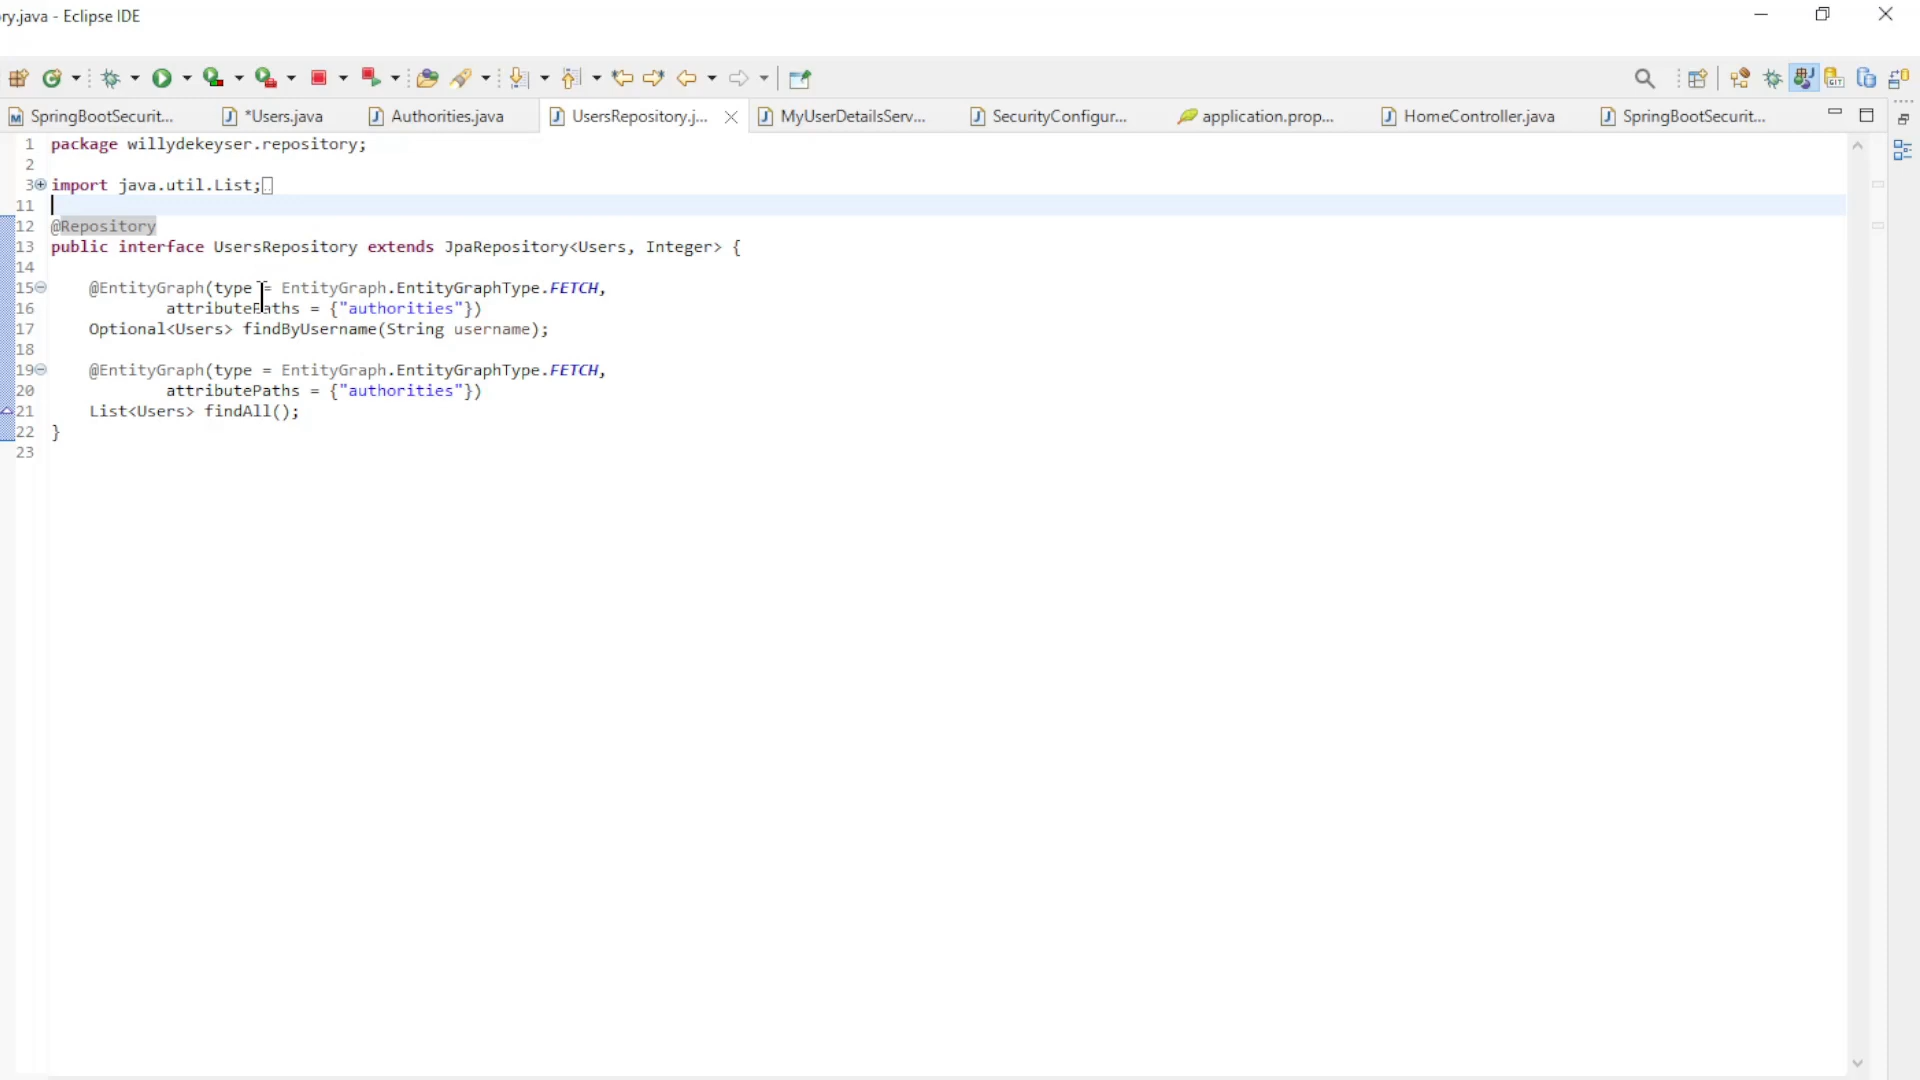 ry.java - Eclipse IDE
SpringBootSecurit... *Users.java Authorities.java UsersRepository.j... MyUserDetailsServ... SecurityConfigur... application.prop... HomeController.java SpringBootSecurit...
1 package willydekeyser.repository;
2
3 import java.util.List;
11
12 @Repository
13 public interface UsersRepository extends JpaRepository<Users, Integer> {
14
15 @EntityGraph(type = EntityGraph.EntityGraphType.FETCH,
16 attributePaths = {"authorities"})
17 Optional<Users> findByUsername(String username);
18
19 @EntityGraph(type = EntityGraph.EntityGraphType.FETCH,
20 attributePaths = {"authorities"})
21 List<Users> findAll();
22 }
23